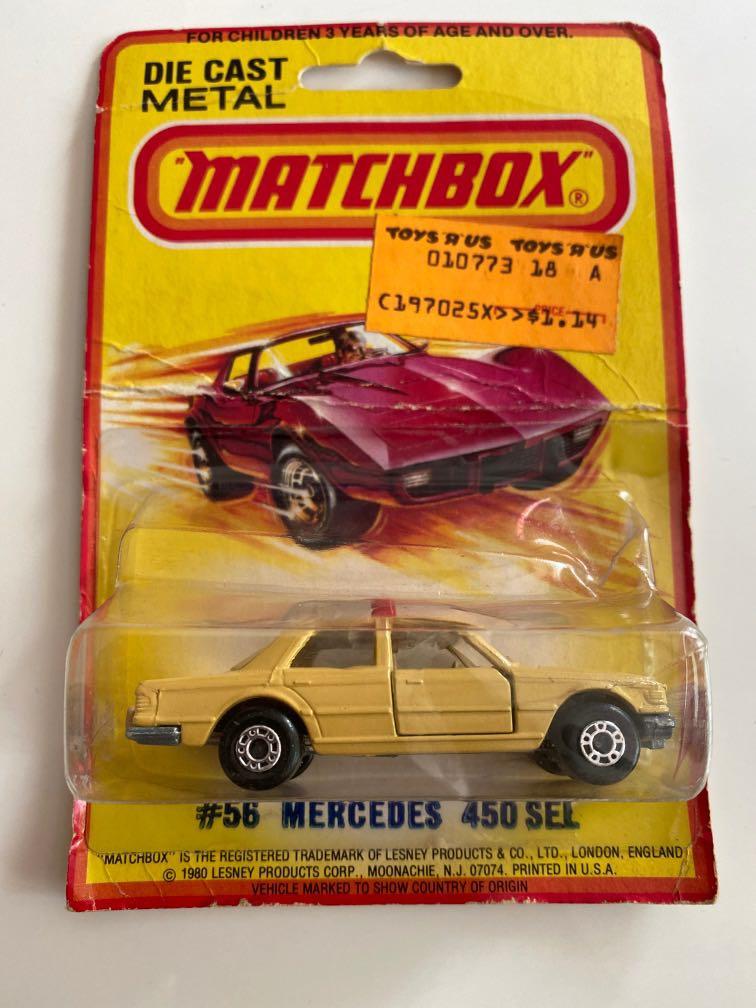 FOR CHILDREN 3 YEARS OF AGE AND OVER.
DIE CAST
METAL
"MATCHBOX"®
TOYS "R" US TOYS "R" US
010773 18 A
PRICE
C197025X>>$1.14
#56 MERCEDES 450 SEL
"MATCHBOX" IS THE REGISTERED TRADEMARK OF LESNEY PRODUCTS & CO., LTD., LONDON, ENGLAND
© 1980 LESNEY PRODUCTS CORP., MOONACHIE, N.J. 07074. PRINTED IN U.S.A.
VEHICLE MARKED TO SHOW COUNTRY OF ORIGIN